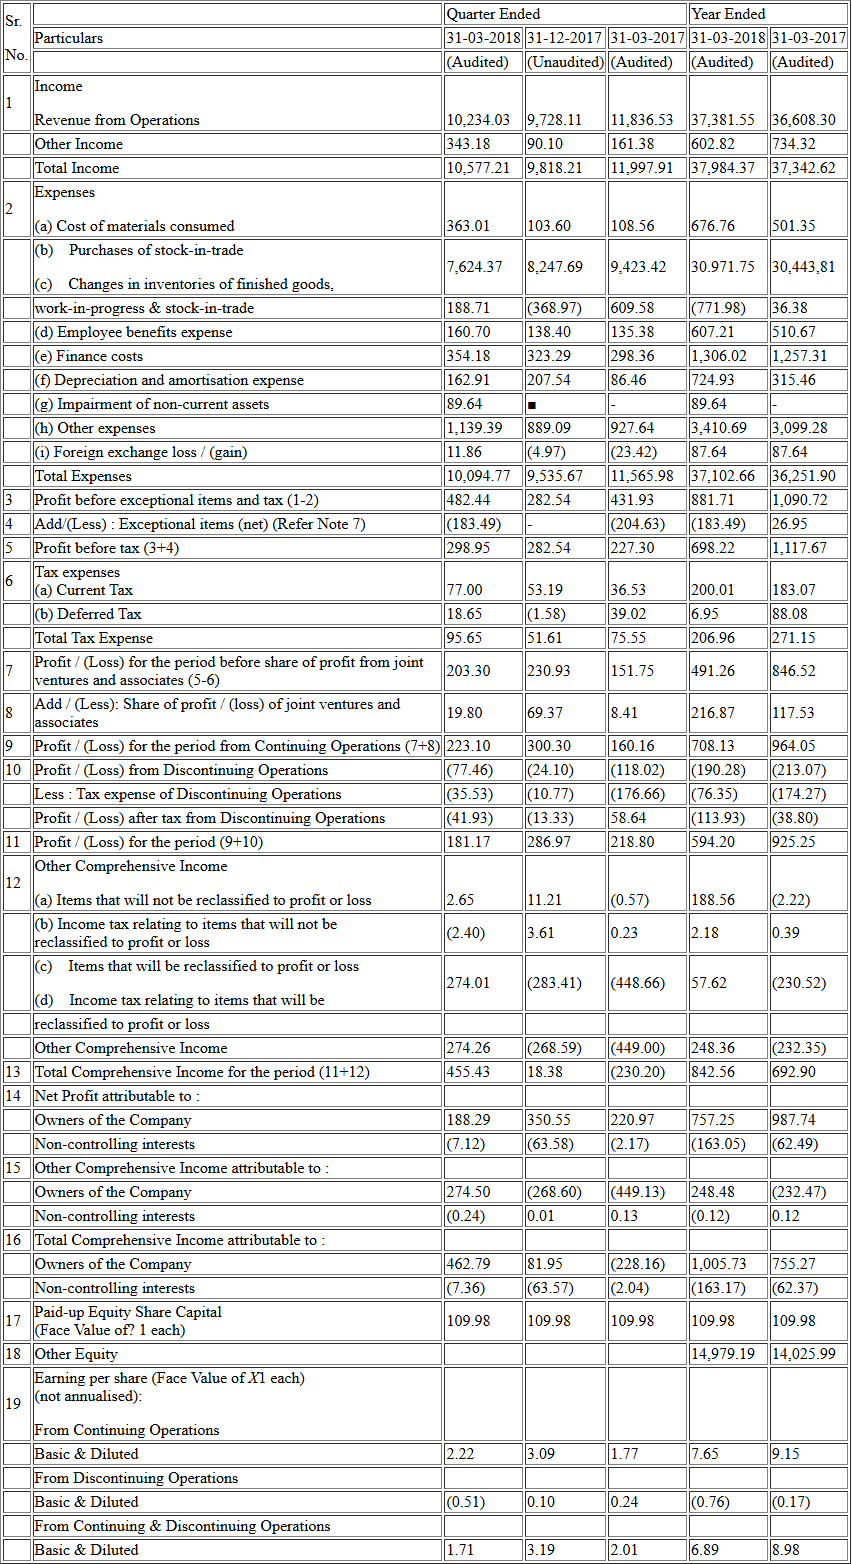 Sr. No. Quarter Ended Year Ended
Particulars 31-03-2018 31-12-2017 31-03-2017 31-03-2018 31-03-2017
(Audited) (Unaudited) (Audited) (Audited) (Audited)
1 Income
Revenue from Operations 10,234.03 9,728.11 11,836.53 37,381.55 36,608.30
Other Income 343.18 90.10 161.38 602.82 734.32
Total Income 10,577.21 9,818.21 11,997.91 37,984.37 37,342.62
2 Expenses
(a) Cost of materials consumed 363.01 103.60 108.56 676.76 501.35
(b) Purchases of stock-in-trade
7,624.37 8,247.69 9,423.42 30.971.75 30,443,81
(c) Changes in inventories of finished goods,
work-in-progress & stock-in-trade 188.71 (368.97) 609.58 (771.98) 36.38
(d) Employee benefits expense 160.70 138.40 135.38 607.21 510.67
(e) Finance costs 354.18 323.29 298.36 1,306.02 1,257.31
(f) Depreciation and amortisation expense 162.91 207.54 86.46 724.93 315.46
(g) Impairment of non-current assets 89.64 ■ - 89.64 -
(h) Other expenses 1,139.39 889.09 927.64 3,410.69 3,099.28
(i) Foreign exchange loss / (gain) 11.86 (4.97) (23.42) 87.64 87.64
Total Expenses 10,094.77 9,535.67 11,565.98 37,102.66 36,251.90
3 Profit before exceptional items and tax (1-2) 482.44 282.54 431.93 881.71 1,090.72
4 Add/(Less) : Exceptional items (net) (Refer Note 7) (183.49) - (204.63) (183.49) 26.95
5 Profit before tax (3+4) 298.95 282.54 227.30 698.22 1,117.67
6 Tax expenses
(a) Current Tax 77.00 53.19 36.53 200.01 183.07
(b) Deferred Tax 18.65 (1.58) 39.02 6.95 88.08
Total Tax Expense 95.65 51.61 75.55 206.96 271.15
7 Profit / (Loss) for the period before share of profit from joint
ventures and associates (5-6) 203.30 230.93 151.75 491.26 846.52
8 Add / (Less): Share of profit / (loss) of joint ventures and
associates 19.80 69.37 8.41 216.87 117.53
9 Profit / (Loss) for the period from Continuing Operations (7+8) 223.10 300.30 160.16 708.13 964.05
10 Profit / (Loss) from Discontinuing Operations (77.46) (24.10) (118.02) (190.28) (213.07)
Less : Tax expense of Discontinuing Operations (35.53) (10.77) (176.66) (76.35) (174.27)
Profit / (Loss) after tax from Discontinuing Operations (41.93) (13.33) 58.64 (113.93) (38.80)
11 Profit / (Loss) for the period (9+10) 181.17 286.97 218.80 594.20 925.25
12 Other Comprehensive Income
(a) Items that will not be reclassified to profit or loss 2.65 11.21 (0.57) 188.56 (2.22)
(b) Income tax relating to items that will not be
reclassified to profit or loss (2.40) 3.61 0.23 2.18 0.39
(c) Items that will be reclassified to profit or loss
274.01 (283.41) (448.66) 57.62 (230.52)
(d) Income tax relating to items that will be
reclassified to profit or loss
Other Comprehensive Income 274.26 (268.59) (449.00) 248.36 (232.35)
13 Total Comprehensive Income for the period (11+12) 455.43 18.38 (230.20) 842.56 692.90
14 Net Profit attributable to :
Owners of the Company 188.29 350.55 220.97 757.25 987.74
Non-controlling interests (7.12) (63.58) (2.17) (163.05) (62.49)
15 Other Comprehensive Income attributable to :
Owners of the Company 274.50 (268.60) (449.13) 248.48 (232.47)
Non-controlling interests (0.24) 0.01 0.13 (0.12) 0.12
16 Total Comprehensive Income attributable to :
Owners of the Company 462.79 81.95 (228.16) 1,005.73 755.27
Non-controlling interests (7.36) (63.57) (2.04) (163.17) (62.37)
17 Paid-up Equity Share Capital
(Face Value of? 1 each) 109.98 109.98 109.98 109.98 109.98
18 Other Equity 14,979.19 14,025.99
19 Earning per share (Face Value of X1 each)
(not annualised):
From Continuing Operations
Basic & Diluted 2.22 3.09 1.77 7.65 9.15
From Discontinuing Operations
Basic & Diluted (0.51) 0.10 0.24 (0.76) (0.17)
From Continuing & Discontinuing Operations
Basic & Diluted 1.71 3.19 2.01 6.89 8.98